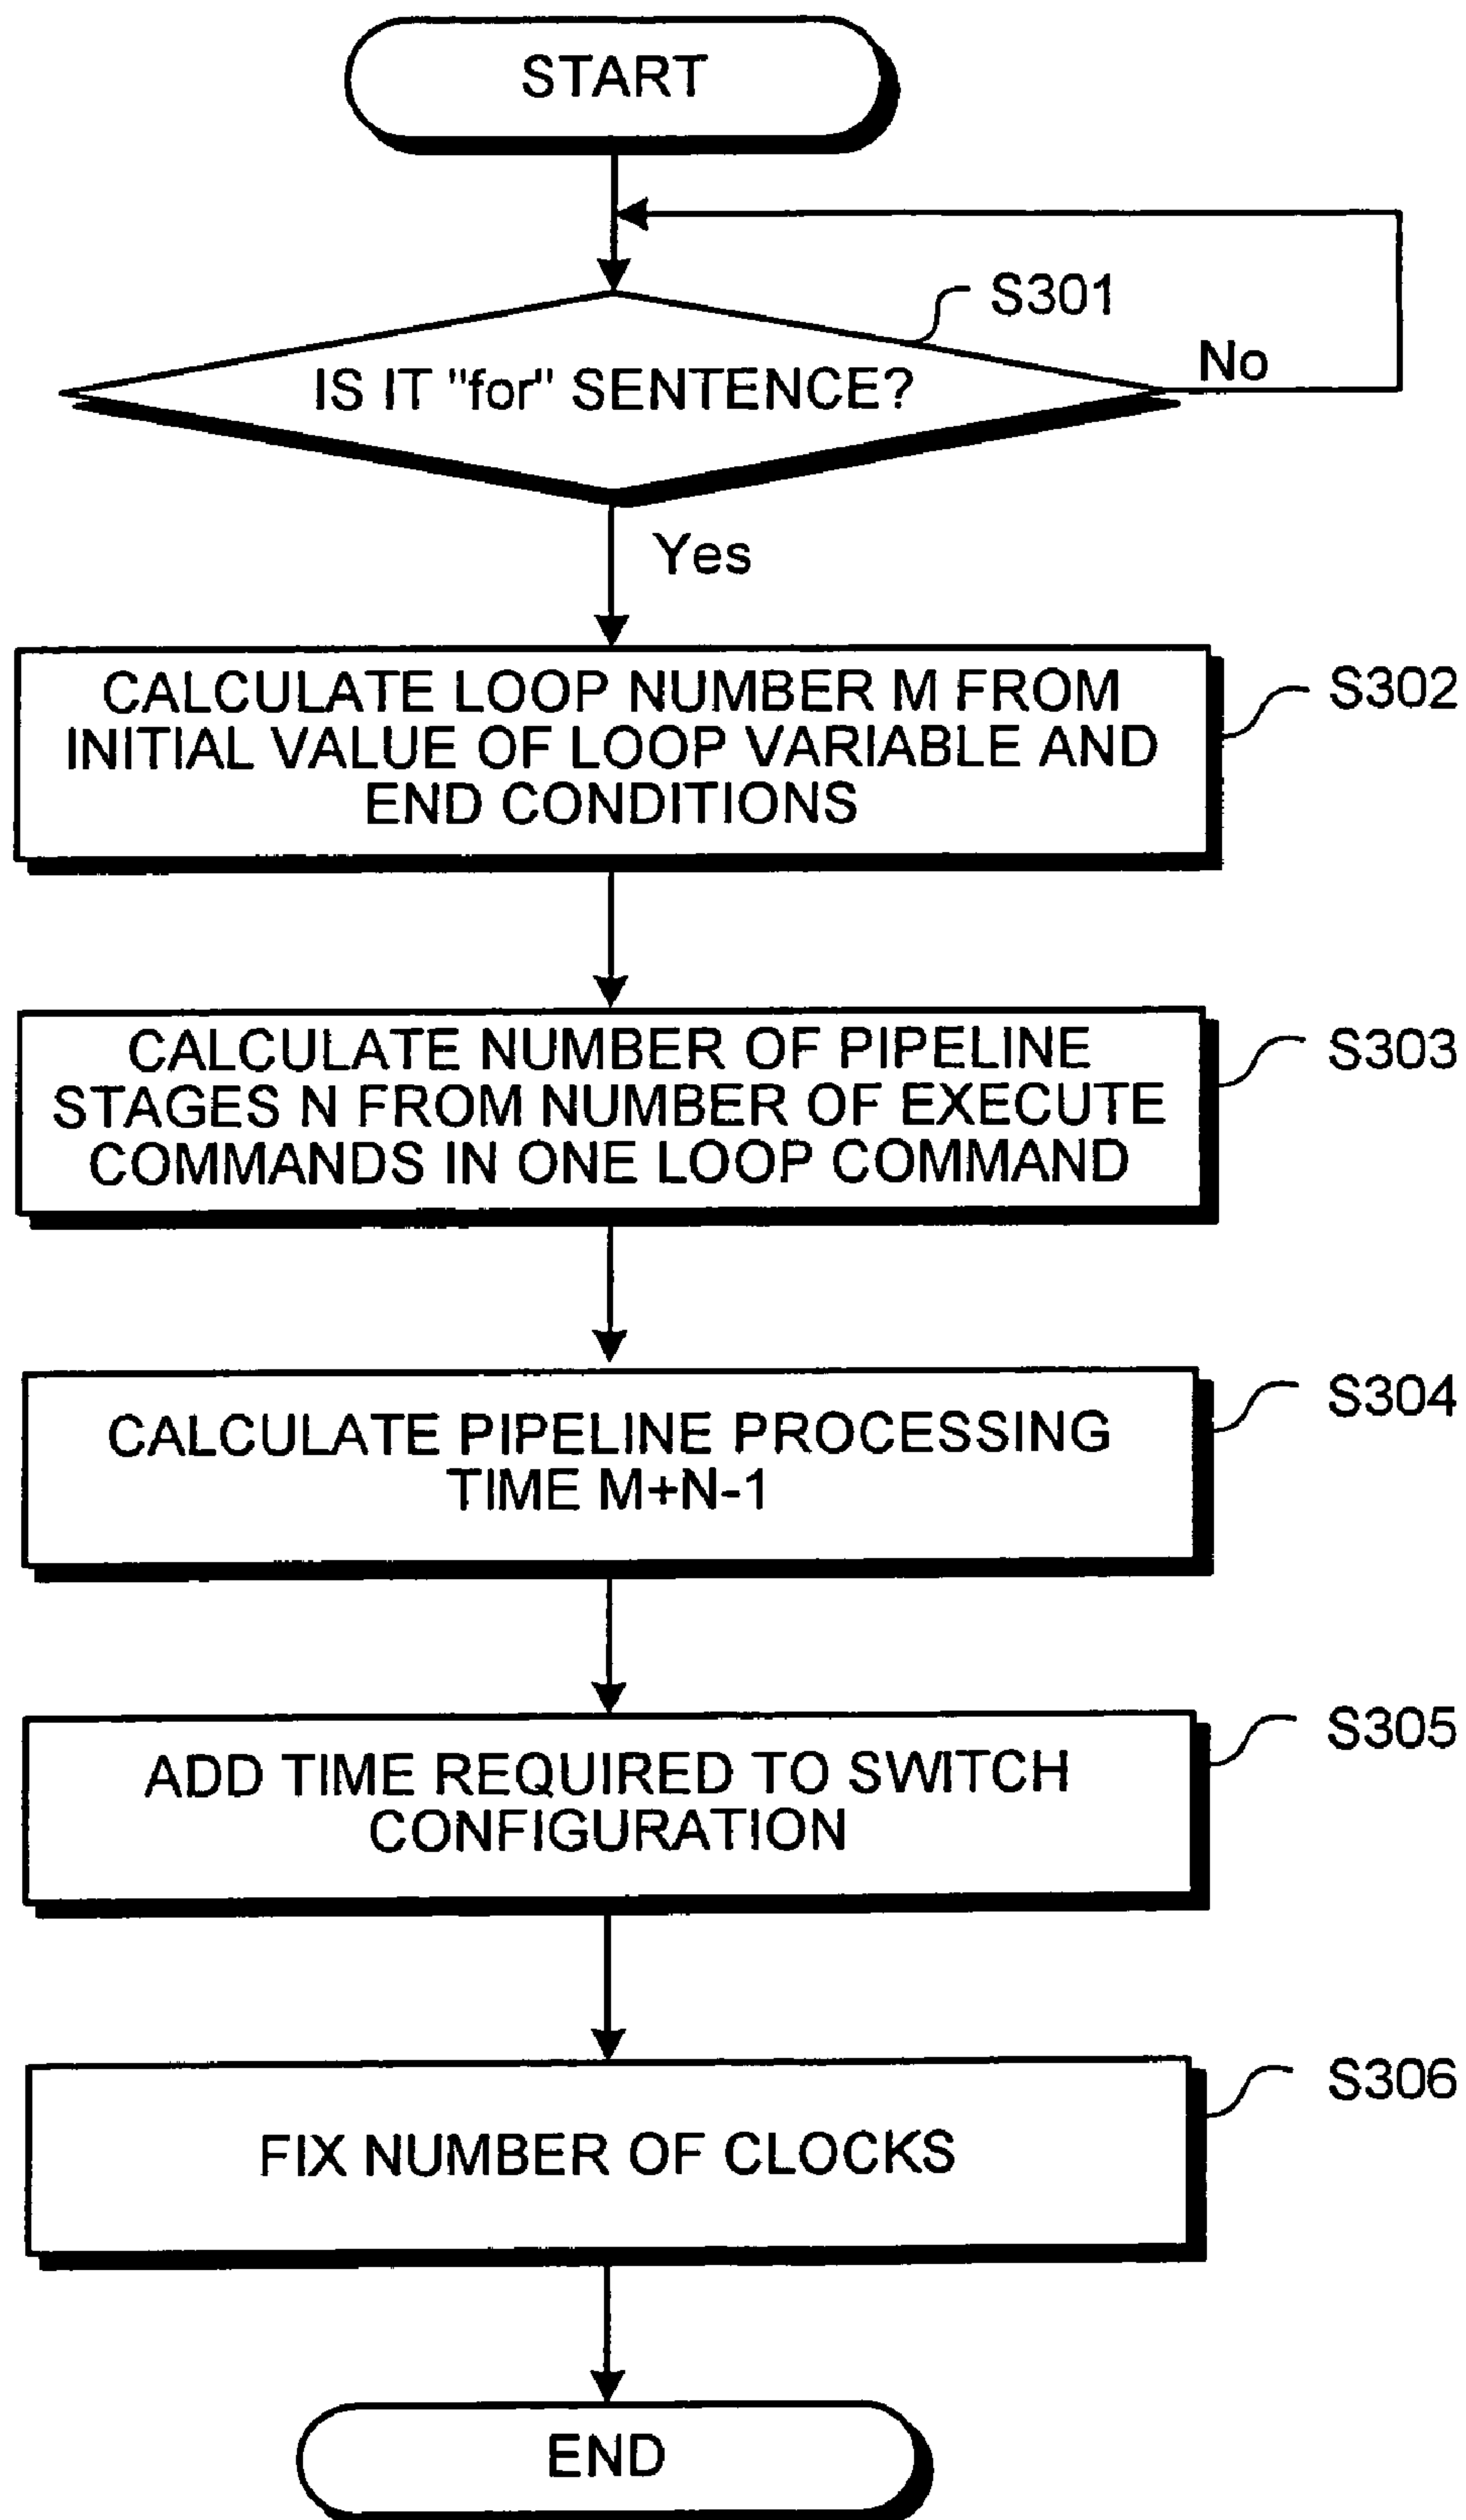 START
S301
IS IT "for" SENTENCE?
No
Yes
CALCULATE LOOP NUMBER M FROM
INITIAL VALUE OF LOOP VARIABLE AND
END CONDITIONS
S302
CALCULATE NUMBER OF PIPELINE
STAGES N FROM NUMBER OF EXECUTE
COMMANDS IN ONE LOOP COMMAND
S303
CALCULATE PIPELINE PROCESSING
TIME M+N-1
S304
ADD TIME REQUIRED TO SWITCH
CONFIGURATION
S305
FIX NUMBER OF CLOCKS
S306
END